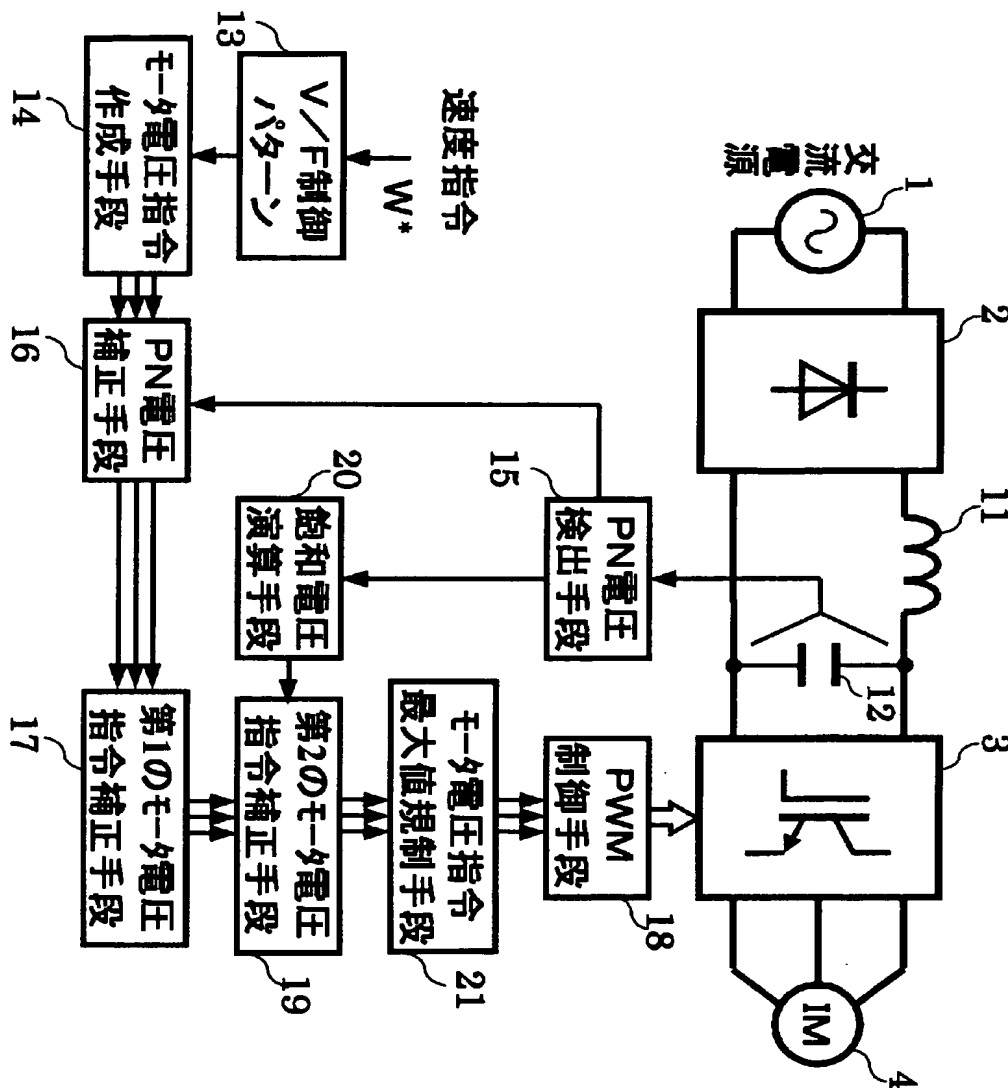 交流電源
1
2
11
12
3
IM
4
速度指令
W*
13
V/F制御
パターン
14
モータ電圧指令
作成手段
15
PN電圧
検出手段
16
PN電圧
補正手段
20
飽和電圧
演算手段
17
第1のモータ電圧
指令補正手段
第2のモータ電圧
指令補正手段
19
モータ電圧指令
最大値規制手段
21
PWM
制御手段
18